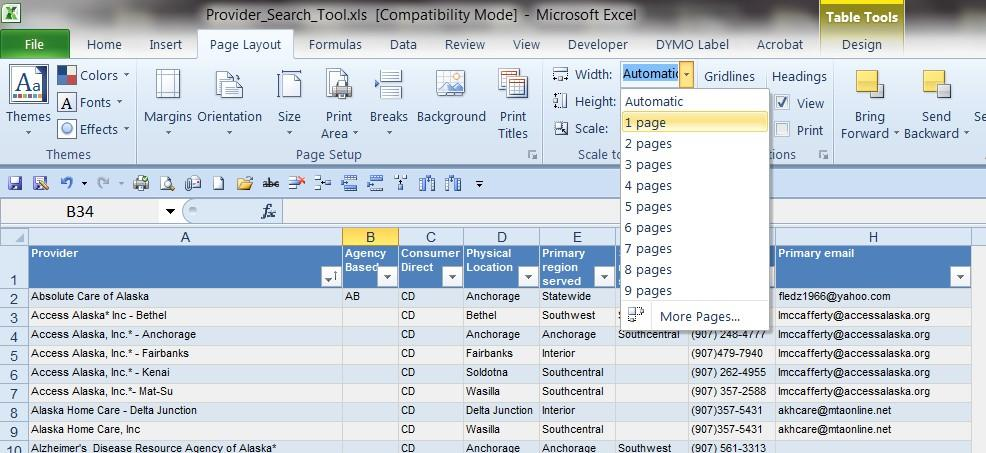 Provider_Search_Tool.xls [Compatibility Mode] - Microsoft Excel
Table Tools
File Home Insert Page Layout Formulas Data Review View Developer DYMO Label Acrobat Design
Aa Themes
Colors
A Fonts
Effects
Margins Orientation Size Print Area Breaks Background Print Titles
Width: Automatic
Height:
Scale:
Gridlines Headings
View
Print
Bring Forward Send Backward
Themes Page Setup Scale to
Automatic
1 page
2 pages
3 pages
4 pages
5 pages
6 pages
7 pages
8 pages
9 pages
More Pages...
abc
B34 fx
A B C D E H
1 Provider Agency Based Consumer Direct Physical Location Primary region served Primary email
2 Absolute Care of Alaska AB CD Anchorage Statewide fledz1966@yahoo.com
3 Access Alaska* Inc - Bethel CD Bethel Southwest lmccafferty@accessalaska.org
4 Access Alaska, Inc.* - Anchorage CD Anchorage Anchorage Southcentral (907) 248-4777 lmccafferty@accessalaska.org
5 Access Alaska, Inc.* - Fairbanks CD Fairbanks Interior (907)479-7940 lmccafferty@accessalaska.org
6 Access Alaska, Inc.* - Kenai CD Soldotna Southcentral (907) 262-4955 lmccafferty@accessalaska.org
7 Access Alaska, Inc.*- Mat-Su CD Wasilla Southcentral (907) 357-2588 lmccafferty@accessalaska.org
8 Alaska Home Care - Delta Junction CD Delta Junction Interior (907)357-5431 akhcare@mtaonline.net
9 Alaska Home Care, Inc CD Wasilla Southcentral (907)357-5431 akhcare@mtaonline.net
10 Alzheimer's Disease Resource Agency of Alaska* CD Anchorage Anchorage Southwest (907) 561-3313